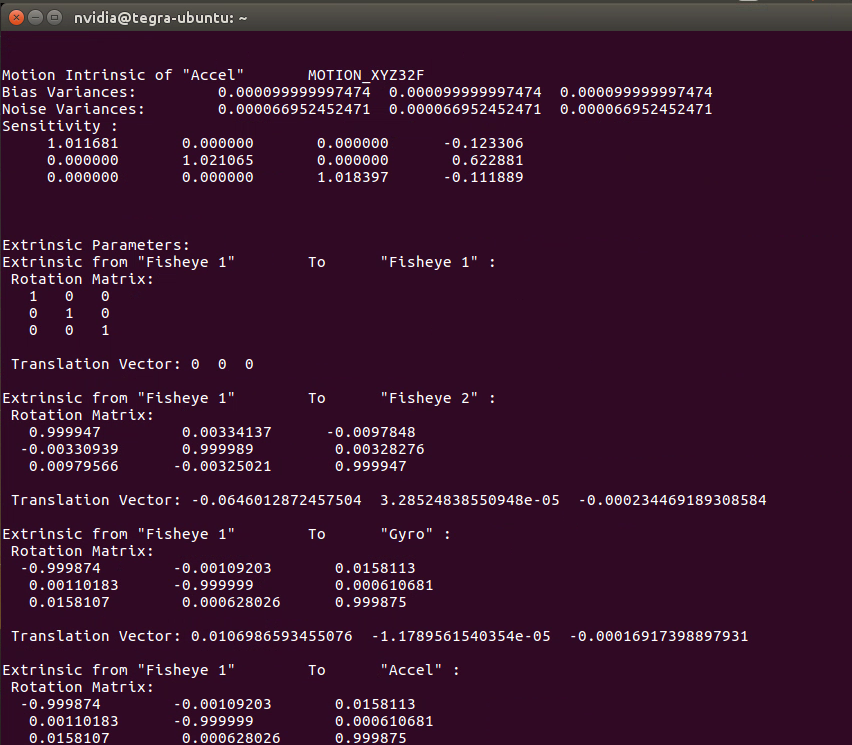 nvidia@tegra-ubuntu: ~
Motion Intrinsic of "Accel" MOTION_XYZ32F
Bias Variances: 0.000099999997474 0.000099999997474 0.000099999997474
Noise Variances: 0.000066952452471 0.000066952452471 0.000066952452471
Sensitivity :
1.011681 0.000000 0.000000 -0.123306
0.000000 1.021065 0.000000 0.622881
0.000000 0.000000 1.018397 -0.111889
Extrinsic Parameters:
Extrinsic from "Fisheye 1" To "Fisheye 1" :
Rotation Matrix:
1 0 0
0 1 0
0 0 1
Translation Vector: 0 0 0
Extrinsic from "Fisheye 1" To "Fisheye 2" :
Rotation Matrix:
0.999947 0.00334137 -0.0097848
-0.00330939 0.999989 0.00328276
0.00979566 -0.00325021 0.999947
Translation Vector: -0.0646012872457504 3.28524838550948e-05 -0.000234469189308584
Extrinsic from "Fisheye 1" To "Gyro" :
Rotation Matrix:
-0.999874 -0.00109203 0.0158113
0.00110183 -0.999999 0.000610681
0.0158107 0.000628026 0.999875
Translation Vector: 0.0106986593455076 -1.1789561540354e-05 -0.00016917398897931
Extrinsic from "Fisheye 1" To "Accel" :
Rotation Matrix:
-0.999874 -0.00109203 0.0158113
0.00110183 -0.999999 0.000610681
0.0158107 0.000628026 0.999875